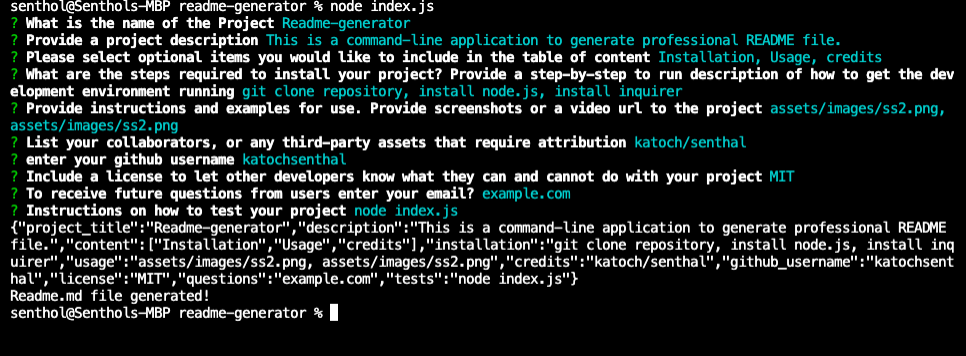 senthol@Senthols-MBP readme-generator % node index.js
? What is the name of the Project Readme-generator
? Provide a project description This is a command-line application to generate professional README file.
? Please select optional items you would like to include in the table of content Installation, Usage, credits
? What are the steps required to install your project? Provide a step-by-step to run description of how to get the dev
elopment environment running git clone repository, install node.js, install inquirer
? Provide instructions and examples for use. Provide screenshots or a video url to the project assets/images/ss2.png,
assets/images/ss2.png
? List your collaborators, or any third-party assets that require attribution katoch/senthal
? enter your github username katochsenthal
? Include a license to let other developers know what they can and cannot do with your project MIT
? To receive future questions from users enter your email? example.com
? Instructions on how to test your project node index.js
{"project_title":"Readme-generator","description":"This is a command-line application to generate professional README
file.","content":["Installation","Usage","credits"],"installation":"git clone repository, install node.js, install inq
uirer","usage":"assets/images/ss2.png, assets/images/ss2.png","credits":"katoch/senthal","github_username":"katochsent
hal","license":"MIT","questions":"example.com","tests":"node index.js"}
Readme.md file generated!
senthol@Senthols-MBP readme-generator %